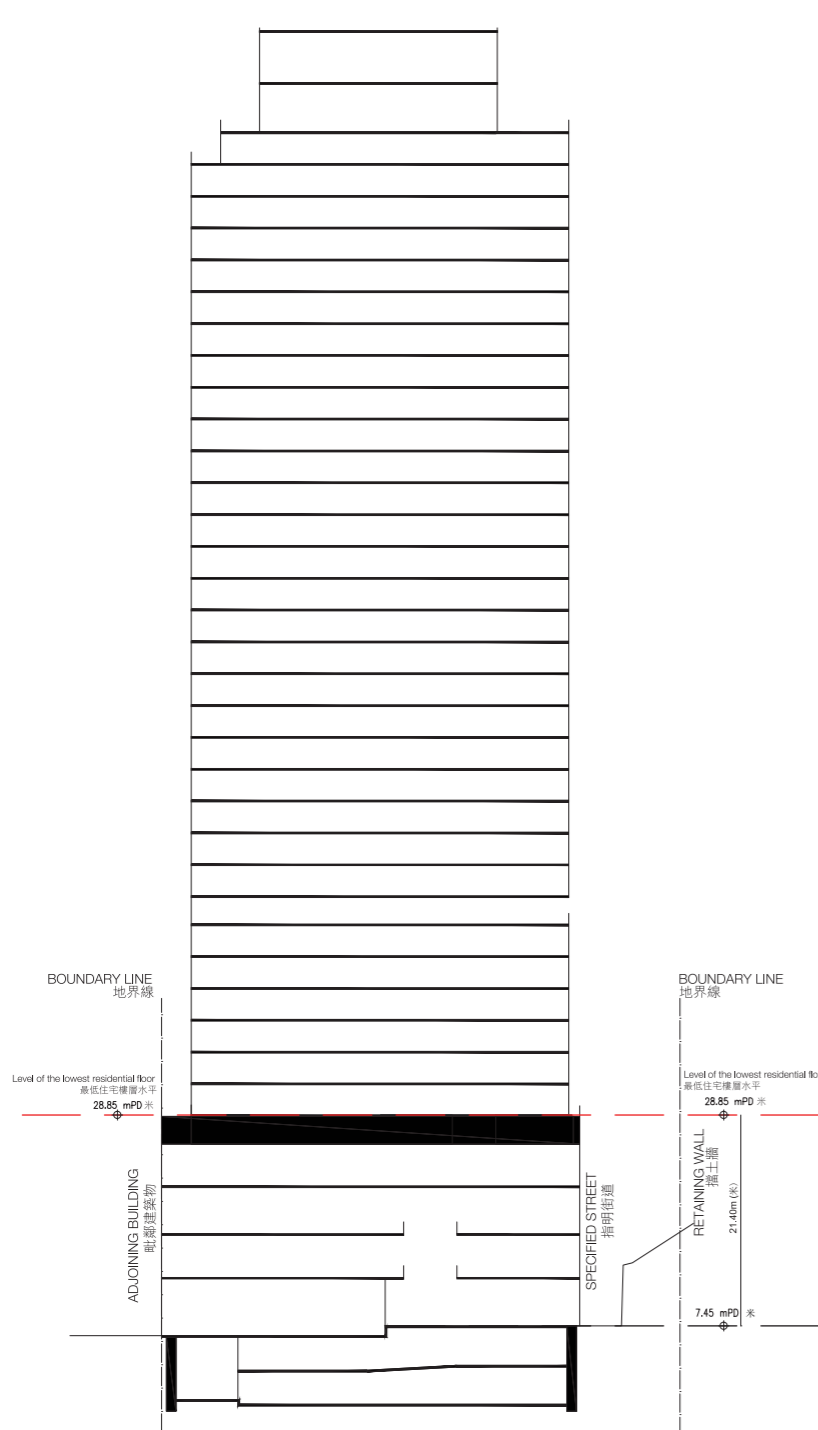 BOUNDARY LINE
地界線
BOUNDARY LINE
地界線
Level of the lowest residential floor
最低住宅樓層水平
28.85 mPD 米
Level of the lowest residential flo
最低住宅樓層水平
28.85 mPD 米
ADJOINING BUILDING
毗鄰建築物
SPECIFIED STREET
指明街道
RETAINING WALL
擋土牆
21.40m (米)
7.45 mPD 米